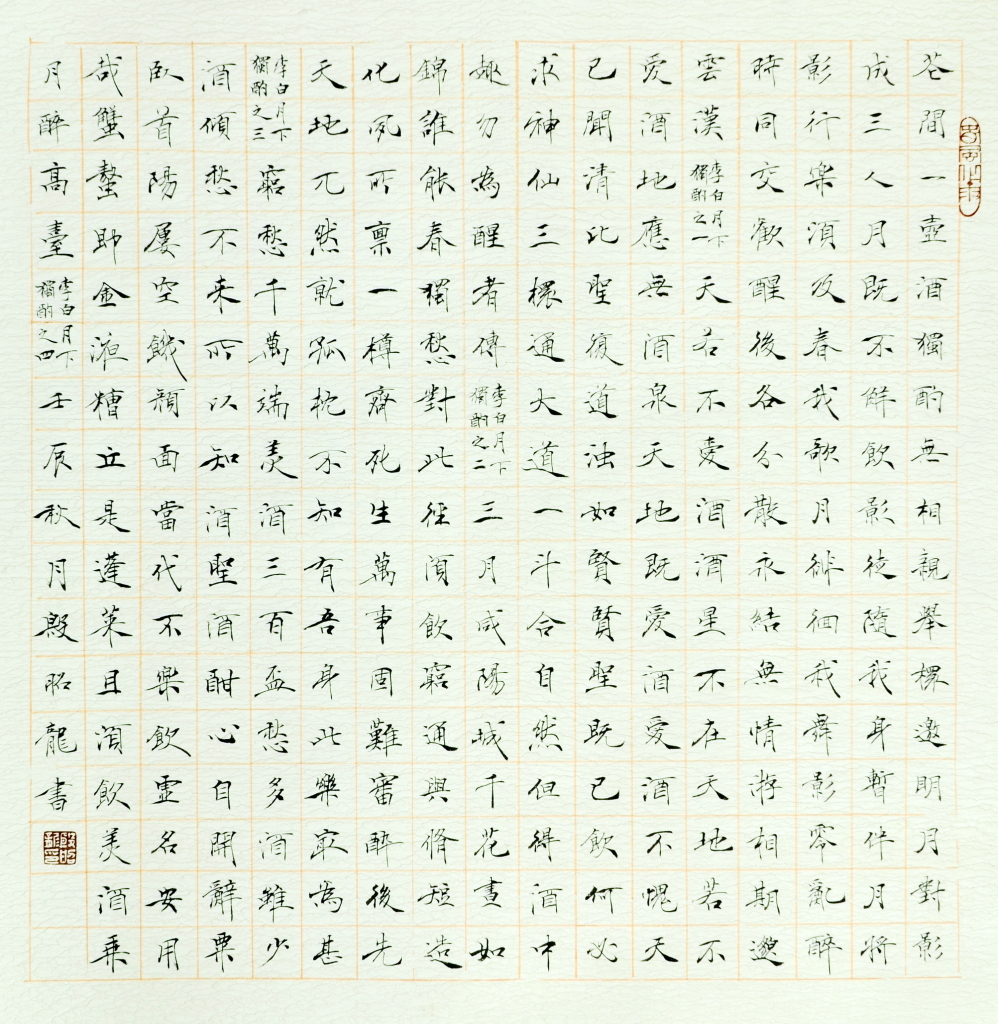 花間一壺酒獨酌無相親舉杯邀明月對影
成三人月既不解飲影徒隨我身暫伴月將
影行樂須及春我歌月徘徊我舞影零亂醉
時同交歡醒後各分散永結無情游相期邈
雲漢李白月下獨酌之一天若不愛酒酒星不在天地若不
愛酒地應無酒泉天地既愛酒愛酒不愧天
已聞清比聖復道濁如賢賢聖既已飲何必
求神仙三杯通大道一斗合自然但得酒中
趣勿為醒者傳李白月下獨酌之二三月咸陽城千花晝如
錦誰能春獨愁對此徑須飲窮通與脩短造
化夙所稟一樽齊死生萬事固難審醉後先
天地兀然就孤枕不知有吾身此樂最為甚
李白月下獨酌之三窮愁千萬端美酒三百盃愁多酒雖少
酒傾愁不來所以知酒聖酒酣心自開辭粟
臥首陽屢空餓顏面當代不樂飲虛名安用
哉蟹螯即金液糟立是蓬萊且須飲美酒乘
月醉高臺李白月下獨酌之四壬辰秋月殷昭龍書
殷昭龍印